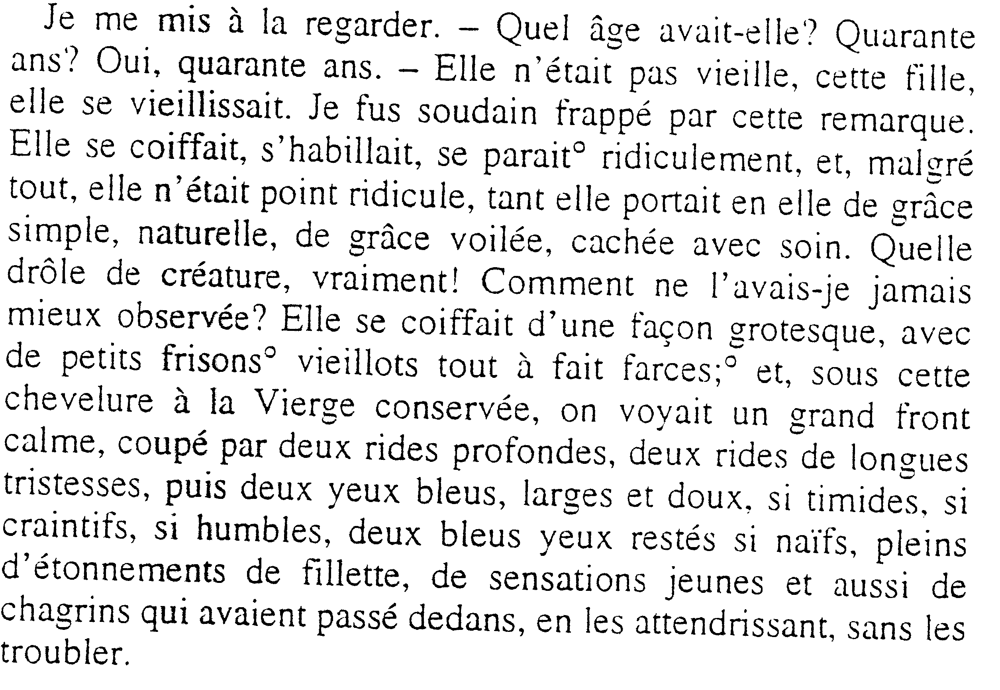 Je me mis à la regarder. – Quel âge avait-elle? Quarante
ans? Oui, quarante ans. – Elle n'était pas vieille, cette fille,
elle se vieillissait. Je fus soudain frappé par cette remarque.
Elle se coiffait, s'habillait, se parait° ridiculement, et, malgré
tout, elle n'était point ridicule, tant elle portait en elle de grâce
simple, naturelle, de grâce voilée, cachée avec soin. Quelle
drôle de créature, vraiment! Comment ne l'avais-je jamais
mieux observée? Elle se coiffait d'une façon grotesque, avec
de petits frisons° vieillots tout à fait farces;° et, sous cette
chevelure à la Vierge conservée, on voyait un grand front
calme, coupé par deux rides profondes, deux rides de longues
tristesses, puis deux yeux bleus, larges et doux, si timides, si
craintifs, si humbles, deux bleus yeux restés si naïfs, pleins
d'étonnements de fillette, de sensations jeunes et aussi de
chagrins qui avaient passé dedans, en les attendrissant, sans les
troubler.